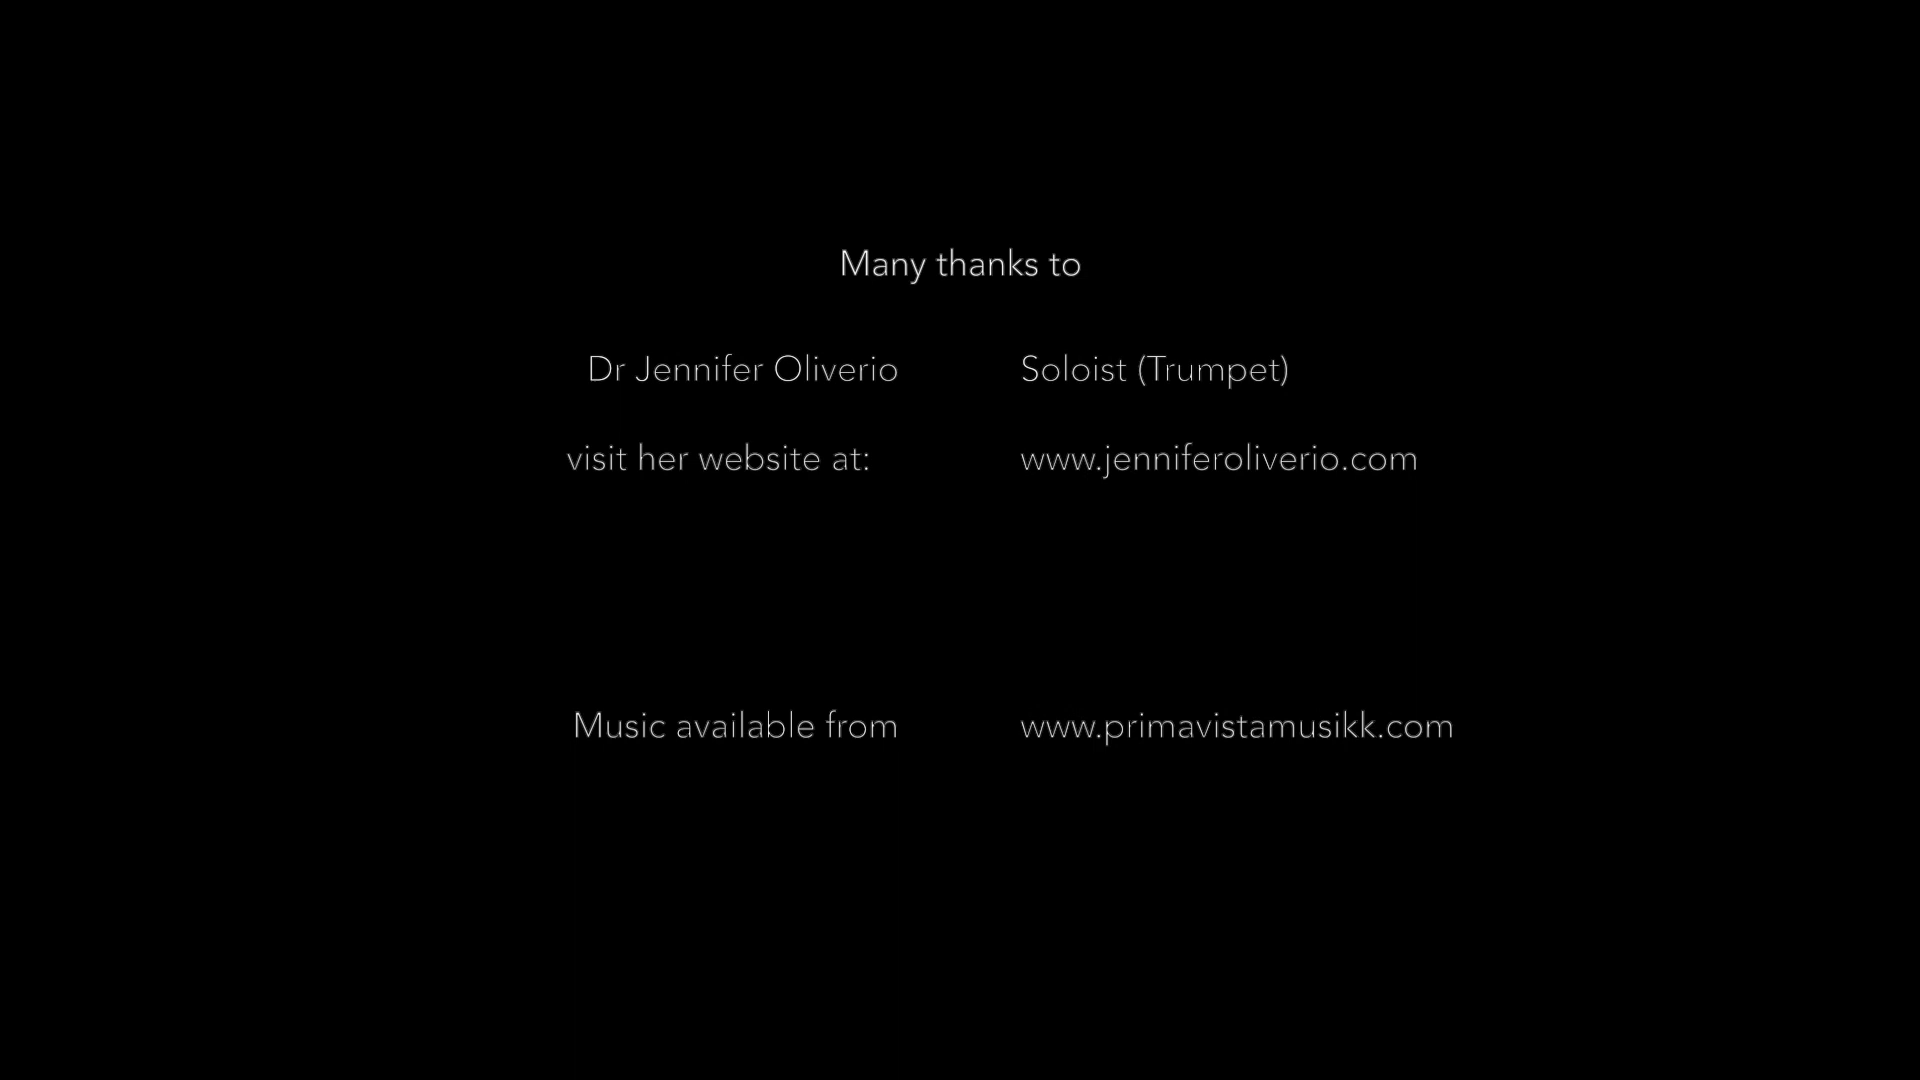 Many thanks to
Dr Jennifer Oliverio Soloist (Trumpet)
visit her website at: www.jenniferoliverio.com
Music available from www.primavistamusikk.com